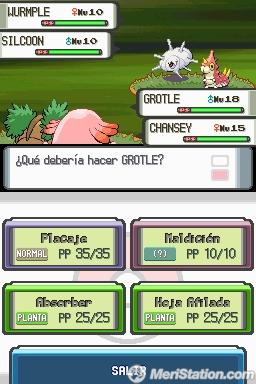 WURMPLE ♀Nv10
SILCOON ♂Nv10
GROTLE ♂Nv18
CHANSEY ♀Nv15
¿Qué debería hacer GROTLE?
Placaje
NORMAL PP 35/35
Maldición
(?) PP 10/10
Absorber
PLANTA PP 25/25
Hoja Afilada
PLANTA PP 25/25
SALIR
MeriStation.com